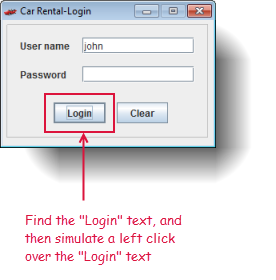 Car Rental-Login
User name john
Password
Login Clear
Find the "Login" text, and
then simulate a left click
over the "Login" text